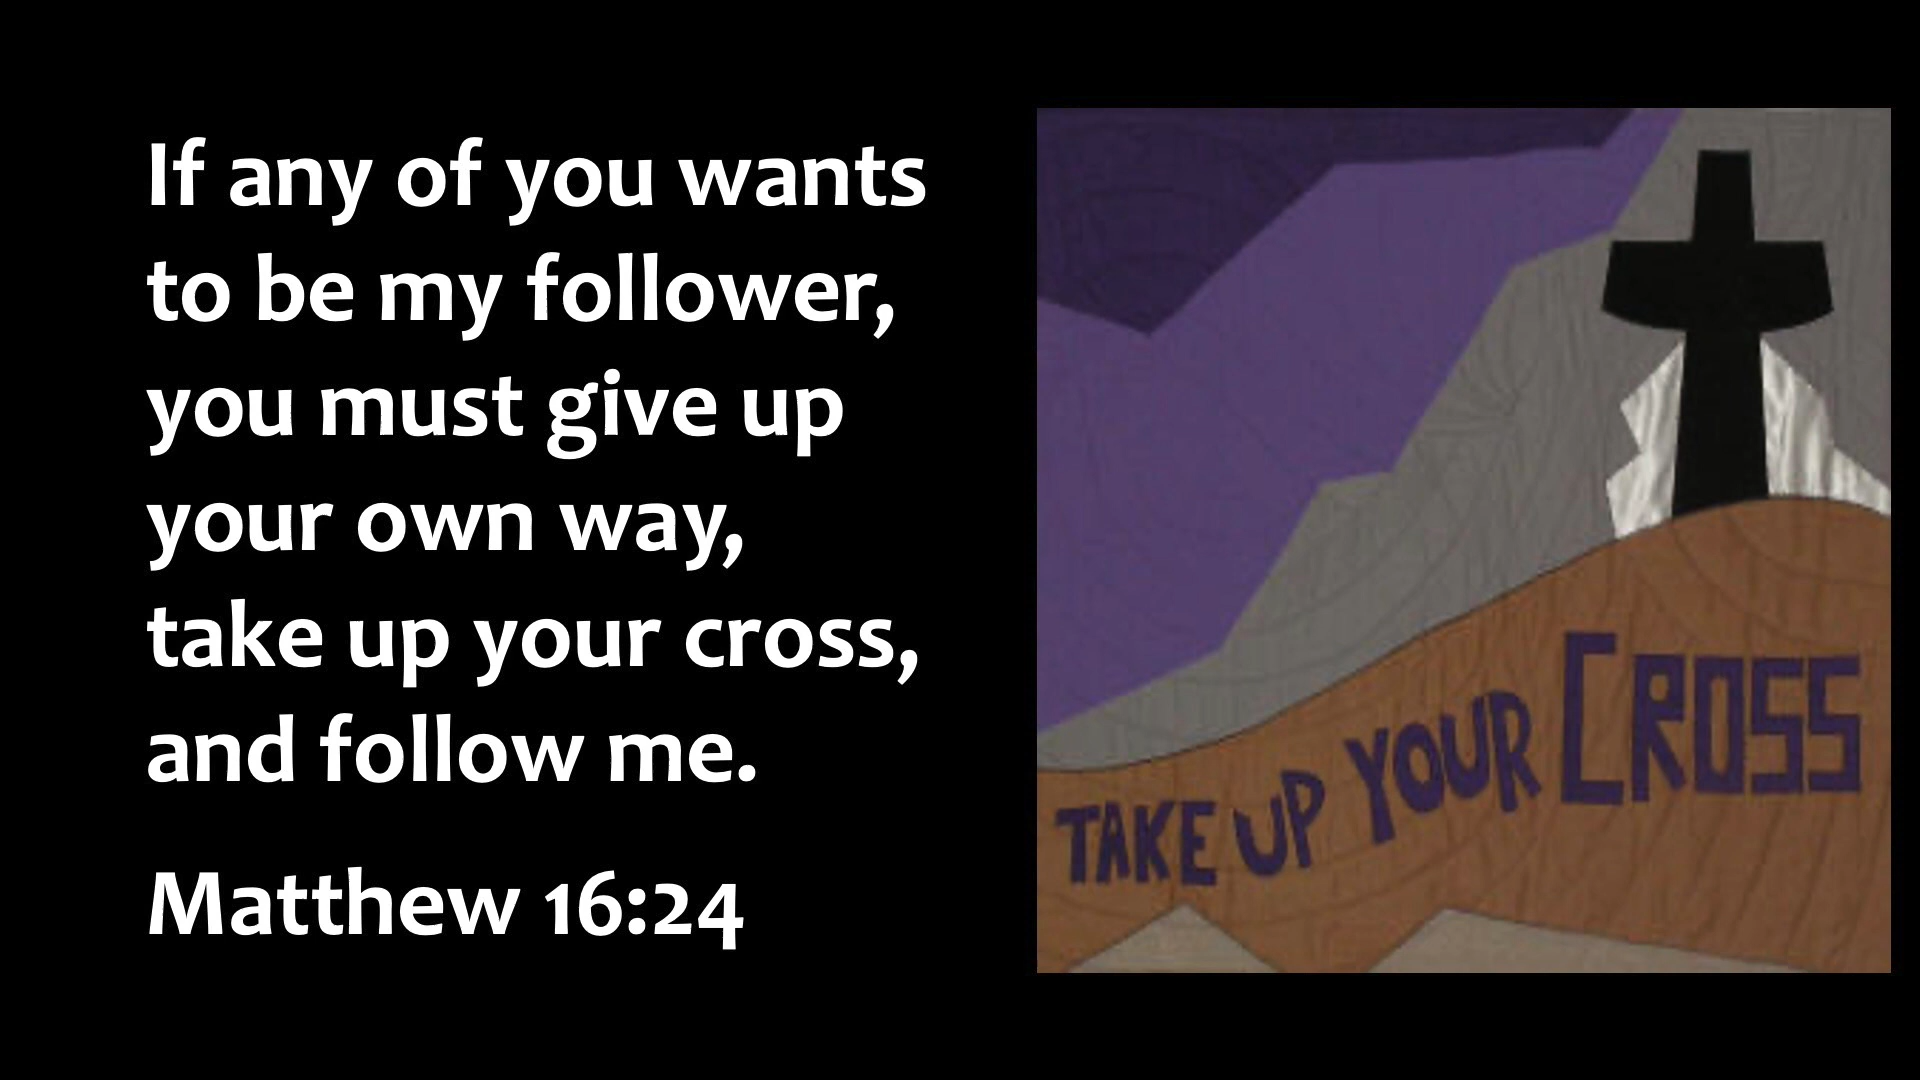 If any of you wants
to be my follower,
you must give up
your own way,
take up your cross,
and follow me.
Matthew 16:24
TAKE UP YOUR CROSS